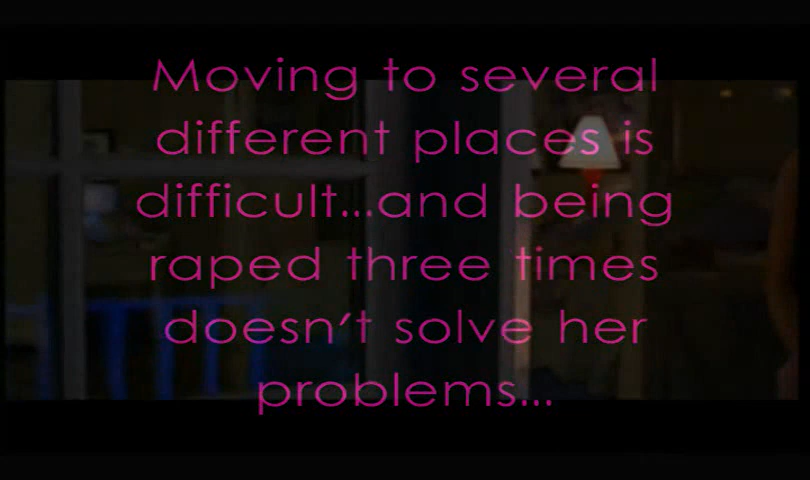 Moving to several
different places is
difficult...and being
raped three times
doesn't solve her
problems...